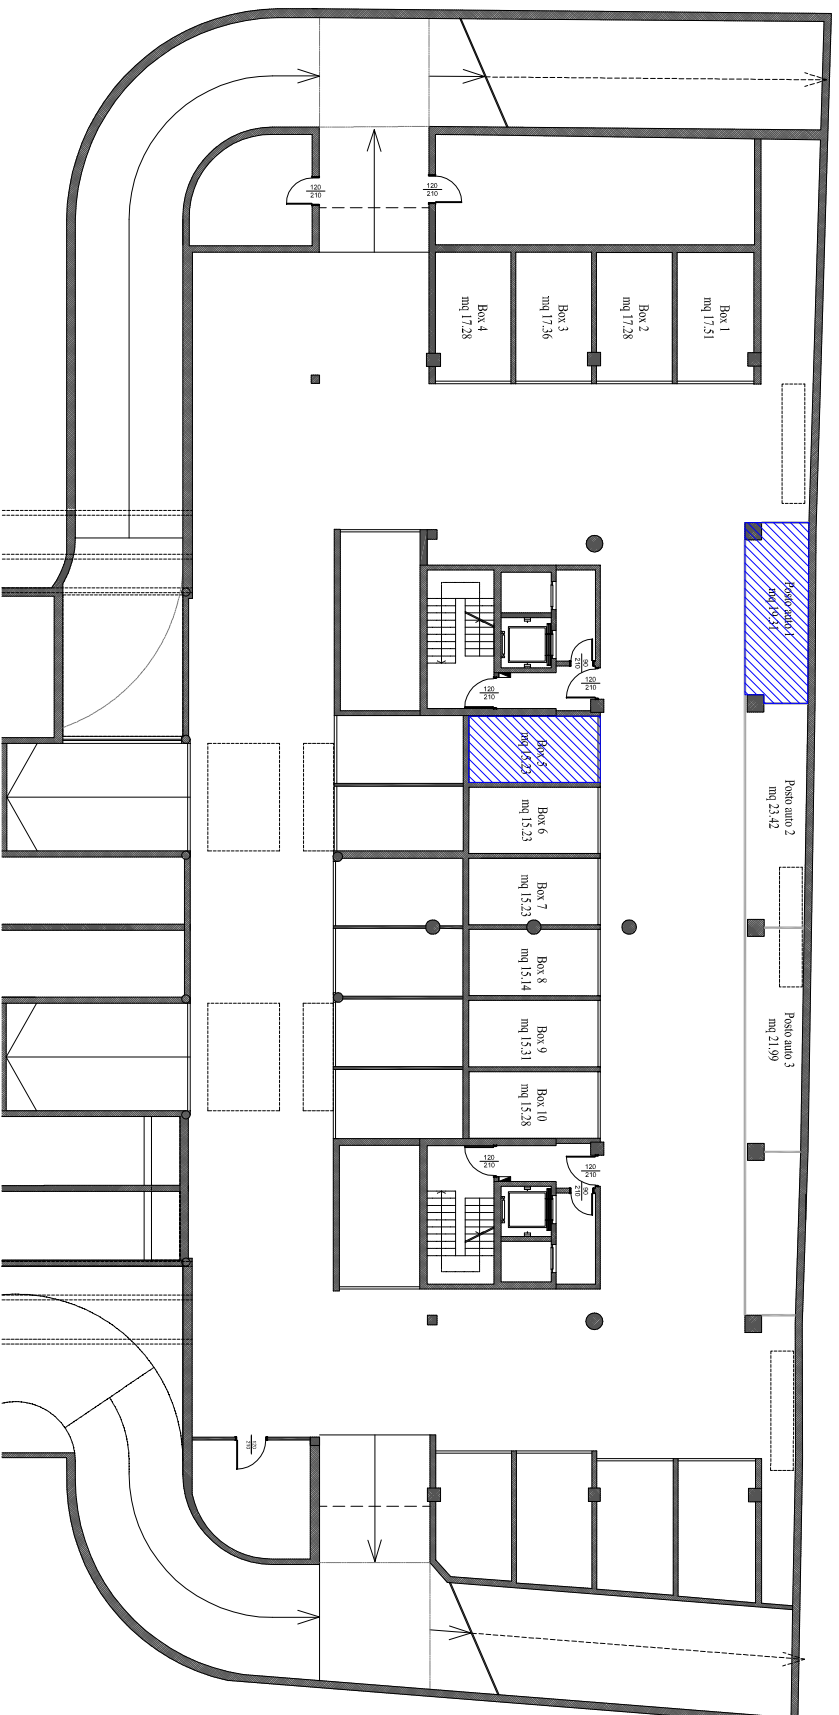 120
210
120
210
Box 4
mq 17.28
Box 3
mq 17.36
Box 2
mq 17.28
Box 1
mq 17.51
Posto auto 1
mq 19.31
90
210
120
210
120
210
Box 5
mq 15.23
Box 6
mq 15.23
Posto auto 2
mq 23.42
Box 7
mq 15.23
Box 8
mq 15.14
Box 9
mq 15.31
Posto auto 3
mq 21.99
Box 10
mq 15.28
120
210
120
210
90
210
120
210